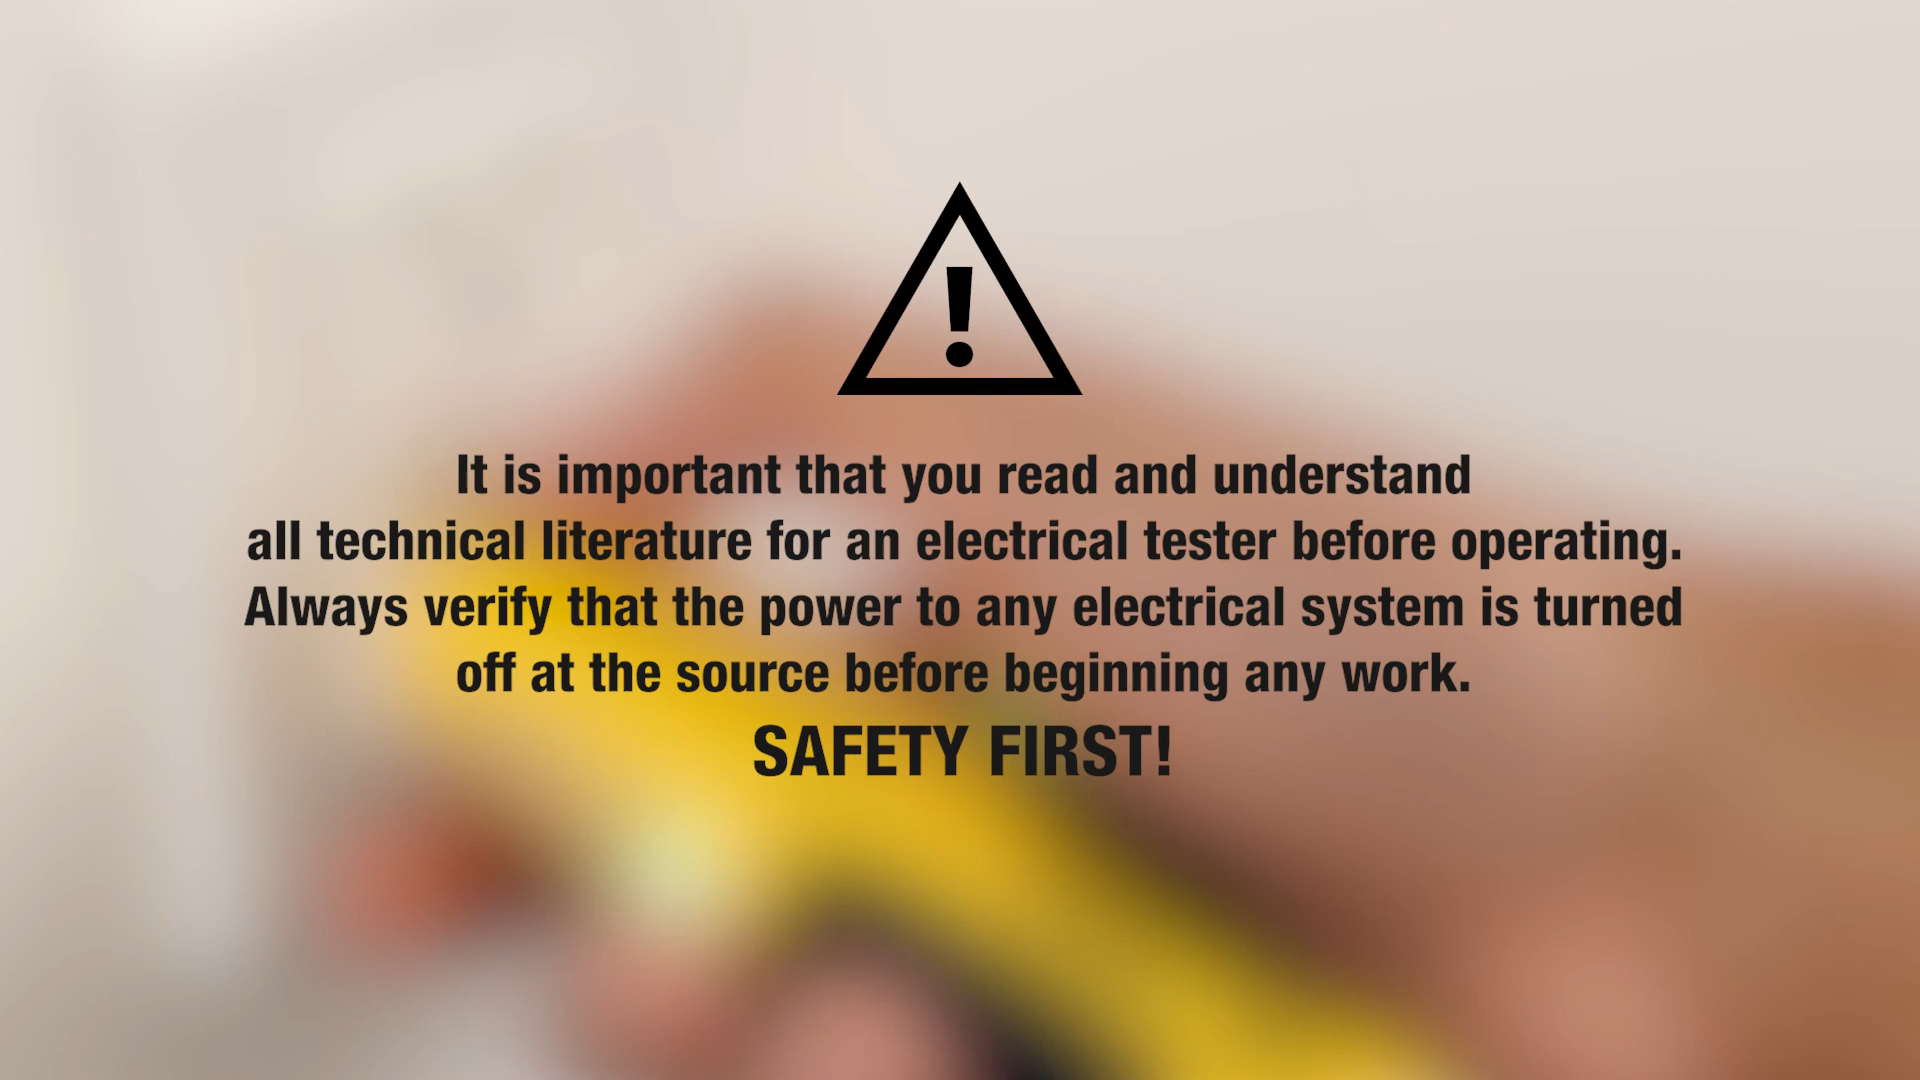 It is important that you read and understand
all technical literature for an electrical tester before operating.
Always verify that the power to any electrical system is turned
off at the source before beginning any work.
SAFETY FIRST!